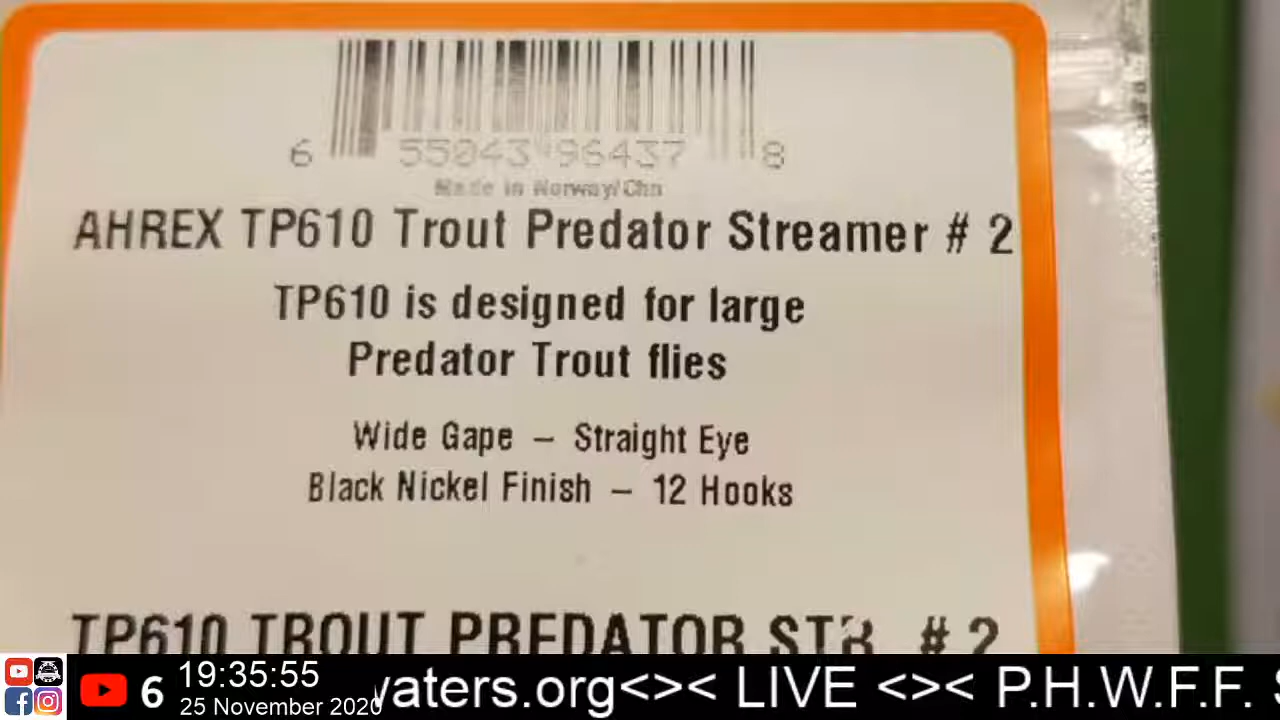 6 55043 96437 8
Made in Norway/Chn
AHREX TP610 Trout Predator Streamer # 2
TP610 is designed for large
Predator Trout flies
Wide Gape – Straight Eye
Black Nickel Finish – 12 Hooks
TP610 TROUT PREDATOR STR # 2
6 19:35:55
25 November 2020
vaters.org<>< LIVE <>< P.H.W.F.F.